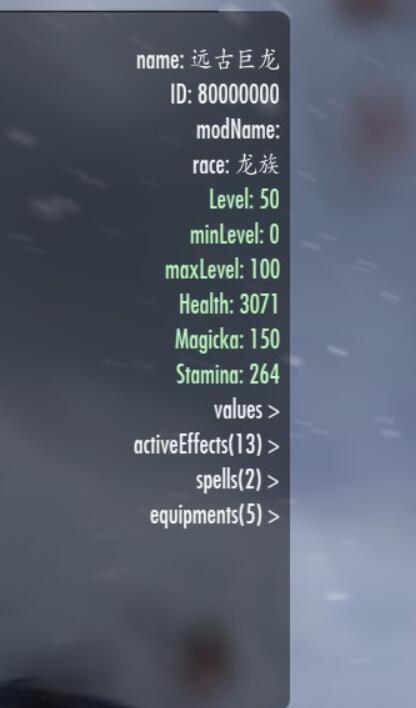 name: 远古巨龙
ID: 80000000
modName:
race: 龙族
Level: 50
minLevel: 0
maxLevel: 100
Health: 3071
Magicka: 150
Stamina: 264
values >
activeEffects(13) >
spells(2) >
equipments(5) >